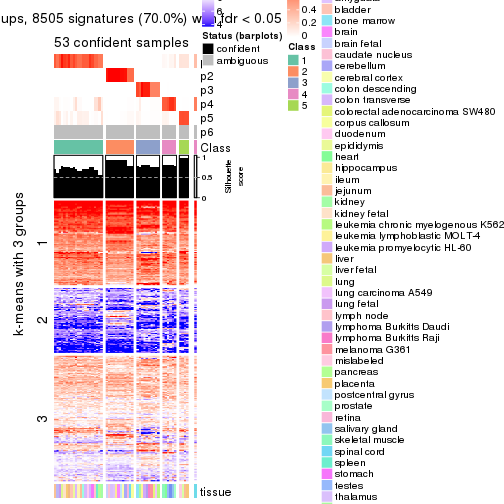 ups, 8505 signatures (70.0%) with fdr < 0.05
53 confident samples
p2
p3
p4
p5
p6
Class
1
0.5
0
Silhouette
score
k-means with 3 groups
1
2
3
tissue
4
Status (barplots)
confident
ambiguous
0.4
0.2
0
Class
1
2
3
4
5
bladder
bone marrow
brain
brain fetal
caudate nucleus
cerebellum
cerebral cortex
colon descending
colon transverse
colorectal adenocarcinoma SW480
corpus callosum
duodenum
epididymis
heart
hippocampus
ileum
jejunum
kidney
kidney fetal
leukemia chronic myelogenous K562
leukemia lymphoblastic MOLT-4
leukemia promyelocytic HL-60
liver
liver fetal
lung
lung carcinoma A549
lung fetal
lymph node
lymphoma Burkitts Daudi
lymphoma Burkitts Raji
melanoma G361
mislabeled
pancreas
placenta
postcentral gyrus
prostate
retina
salivary gland
skeletal muscle
spinal cord
spleen
stomach
testes
thalamus